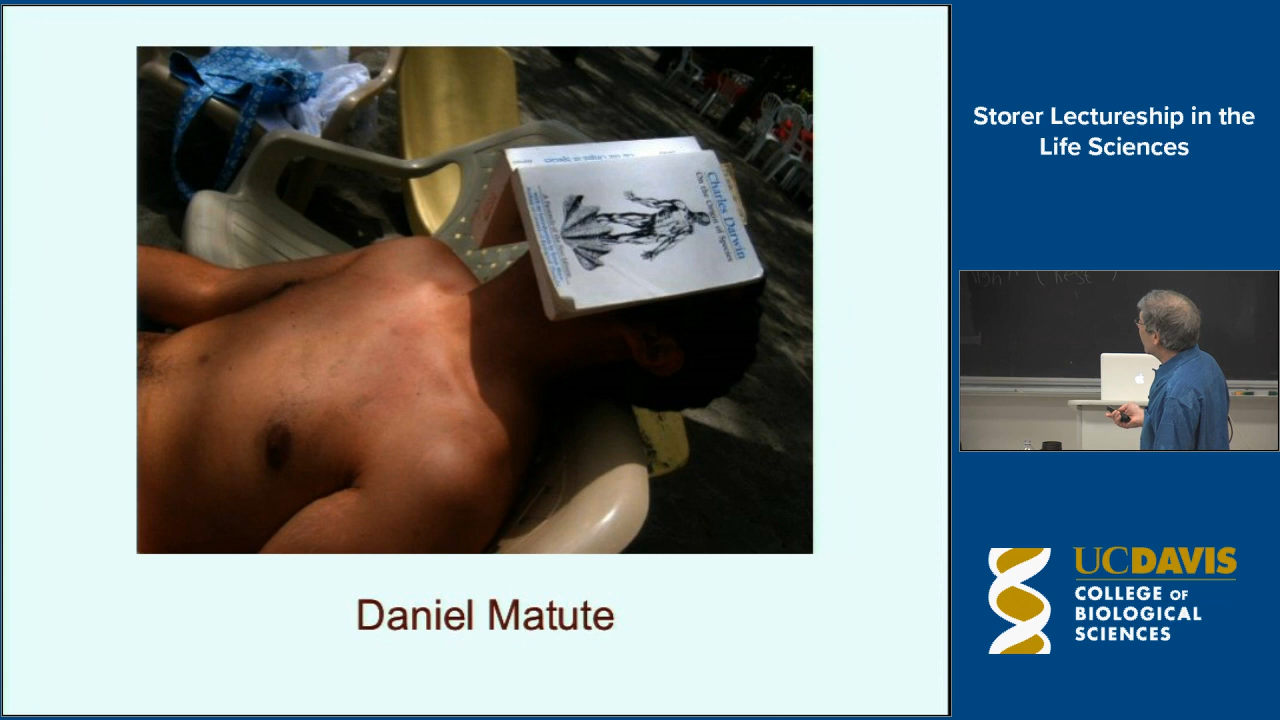 Charles Darwin
On the Origin of Species
Daniel Matute
Storer Lectureship in the
Life Sciences
UCDAVIS
COLLEGE OF
BIOLOGICAL
SCIENCES